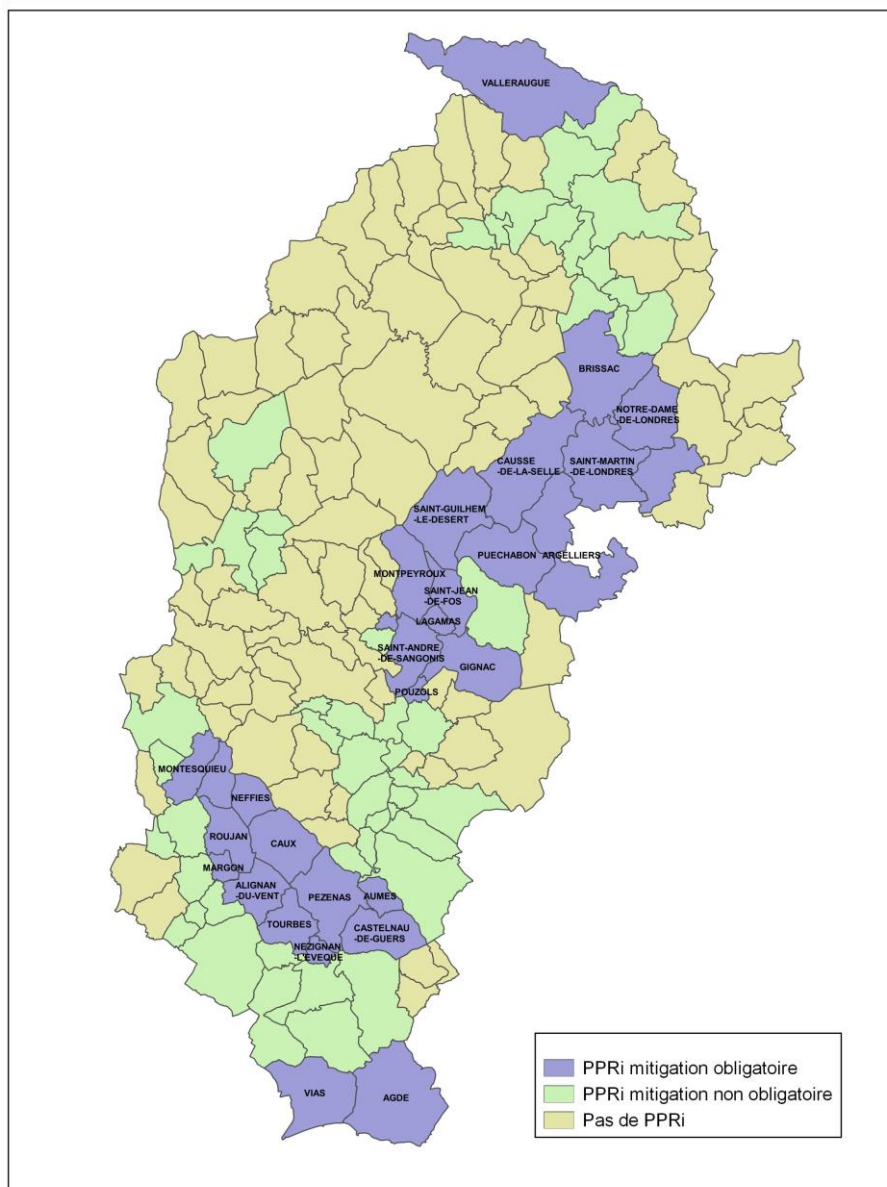 VALLERAUGUE
BRISSAC
NOTRE-DAME
-DE-LONDRES
CAUSSE
-DE-LA-SELLE
SAINT-MARTIN
-DE-LONDRES
SAINT-GUILHEM
-LE-DESERT
PUECHABON
ARGELLIERS
MONTPEYROUX
SAINT-JEAN
-DE-FOS
LAGAMAS
SAINT-ANDRE
-DE-SANGONIS
GIGNAC
POUZOLS
MONTESQUIEU
NEFFIES
ROUJAN
CAUX
MARGON
ALIGNAN
-DU-VENT
PEZENAS
AUMES
TOURBES
CASTELNAU
-DE-GUERS
NEZIGNAN
-L'EVEQUE
VIAS
AGDE
PPRi mitigation obligatoire
PPRi mitigation non obligatoire
Pas de PPRi